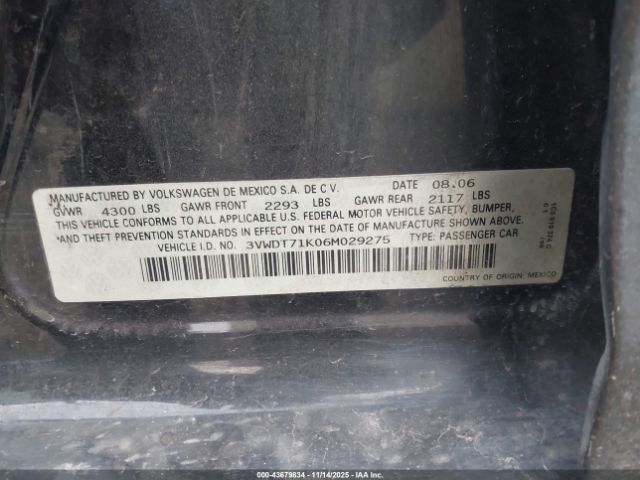 MANUFACTURED BY VOLKSWAGEN DE MEXICO S.A. DE C V. DATE 08.06
GVWR 4300 LBS GAWR FRONT 2293 LBS GAWR REAR 2117 LBS
THIS VEHICLE CONFORMS TO ALL APPLICABLE U.S. FEDERAL MOTOR VEHICLE SAFETY, BUMPER,
AND THEFT PREVENTION STANDARDS IN EFFECT ON THE DATE OF MANUFACTURE SHOWN ABOVE.
VEHICLE I.D. NO. 3VWDT71K06M029275 TYPE: PASSENGER CAR
COUNTRY OF ORIGIN: MEXICO
000-43679834 11/14/2025 IAAI.COM